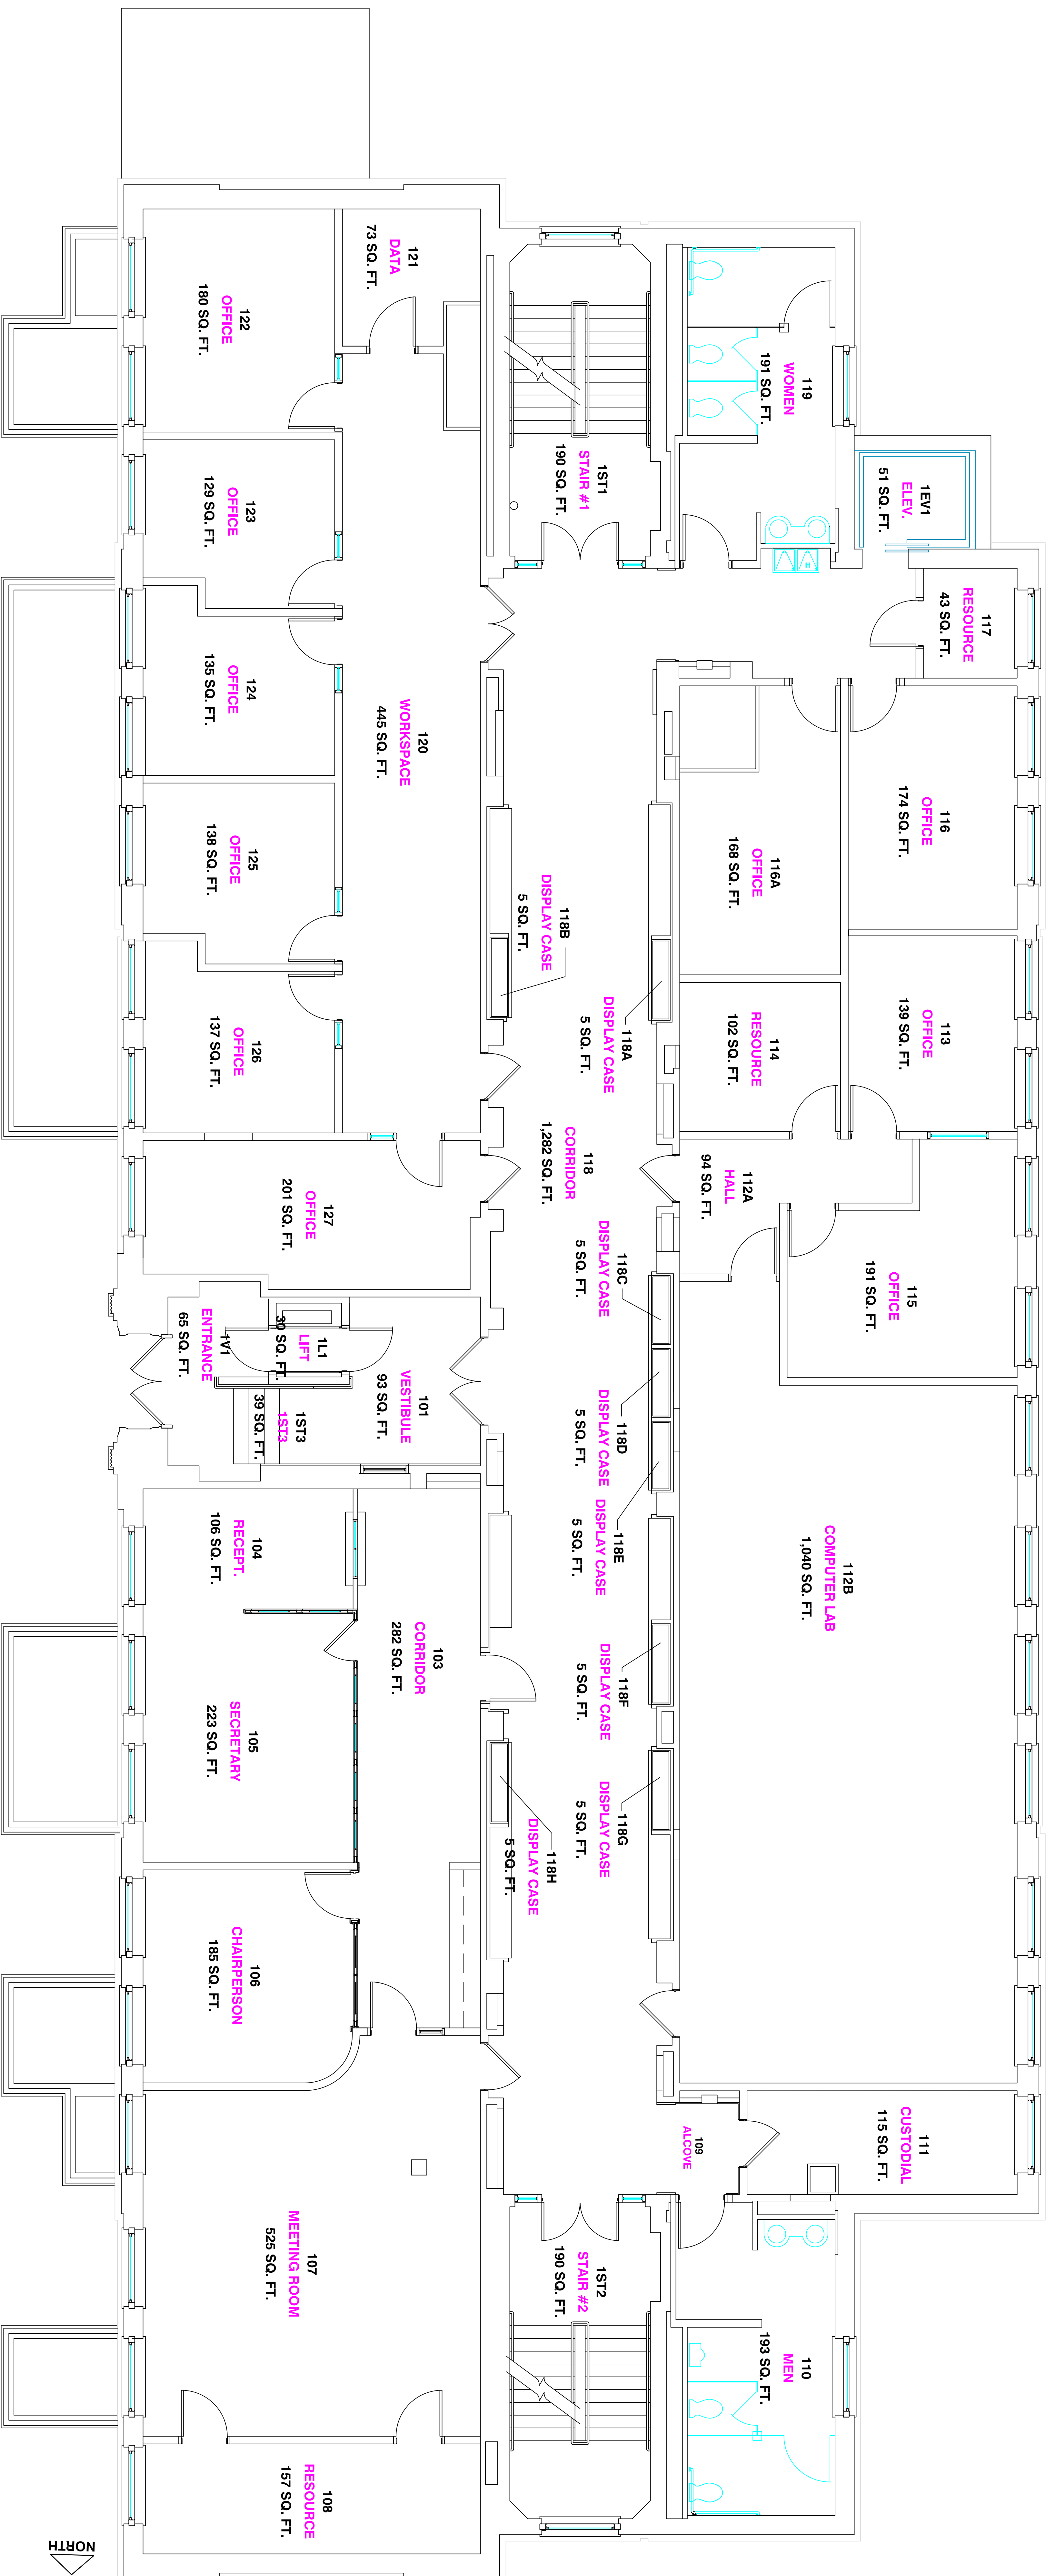 121
DATA
73 SQ. FT.
122
OFFICE
180 SQ. FT.
1ST1
STAIR #1
190 SQ. FT.
119
WOMEN
191 SQ. FT.
1EV1
ELEV.
51 SQ. FT.
117
RESOURCE
43 SQ. FT.
123
OFFICE
129 SQ. FT.
124
OFFICE
135 SQ. FT.
120
WORKSPACE
445 SQ. FT.
116
OFFICE
174 SQ. FT.
116A
OFFICE
168 SQ. FT.
125
OFFICE
138 SQ. FT.
118B
DISPLAY CASE
5 SQ. FT.
118A
DISPLAY CASE
5 SQ. FT.
113
OFFICE
139 SQ. FT.
114
RESOURCE
102 SQ. FT.
126
OFFICE
137 SQ. FT.
118
CORRIDOR
1,282 SQ. FT.
112A
HALL
94 SQ. FT.
127
OFFICE
201 SQ. FT.
118C
DISPLAY CASE
5 SQ. FT.
115
OFFICE
191 SQ. FT.
1V1
ENTRANCE
65 SQ. FT.
1L1
LIFT
30 SQ. FT.
101
VESTIBULE
93 SQ. FT.
1ST3
1ST3
39 SQ. FT.
118D
DISPLAY CASE
5 SQ. FT.
118E
DISPLAY CASE
5 SQ. FT.
112B
COMPUTER LAB
1,040 SQ. FT.
104
RECEPT.
106 SQ. FT.
103
CORRIDOR
282 SQ. FT.
118F
DISPLAY CASE
5 SQ. FT.
105
SECRETARY
223 SQ. FT.
118G
DISPLAY CASE
5 SQ. FT.
118H
DISPLAY CASE
5 SQ. FT.
106
CHAIRPERSON
185 SQ. FT.
109
ALCOVE
111
CUSTODIAL
115 SQ. FT.
107
MEETING ROOM
525 SQ. FT.
1ST2
STAIR #2
190 SQ. FT.
110
MEN
193 SQ. FT.
108
RESOURCE
157 SQ. FT.
NORTH